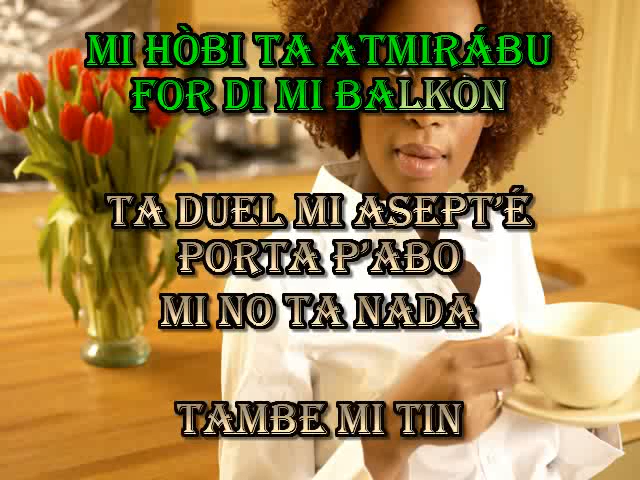 MI HÒBI TA ATMIRÁBU
FOR DI MI BALKÒN
TA DUEL MI ASEPT'É
PORTA P'ABO
MI NO TA NADA
TAMBE MI TIN